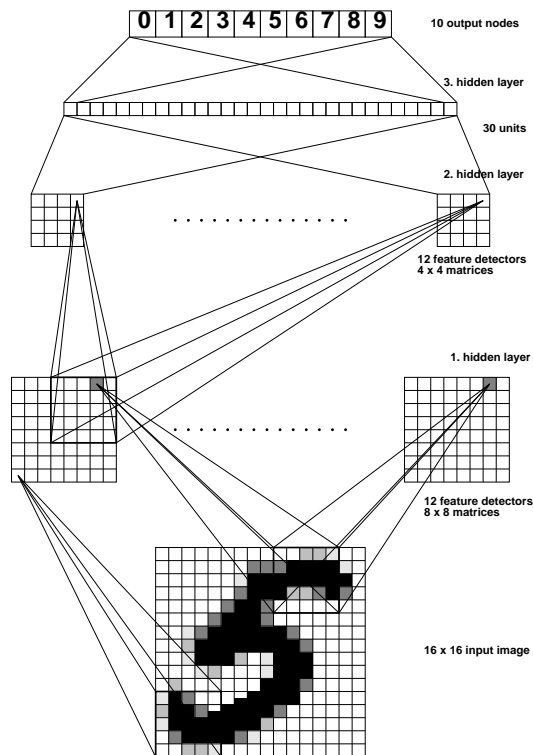 0 1 2 3 4 5 6 7 8 9
10 output nodes
3. hidden layer
30 units
2. hidden layer
12 feature detectors
4 x 4 matrices
1. hidden layer
12 feature detectors
8 x 8 matrices
16 x 16 input image